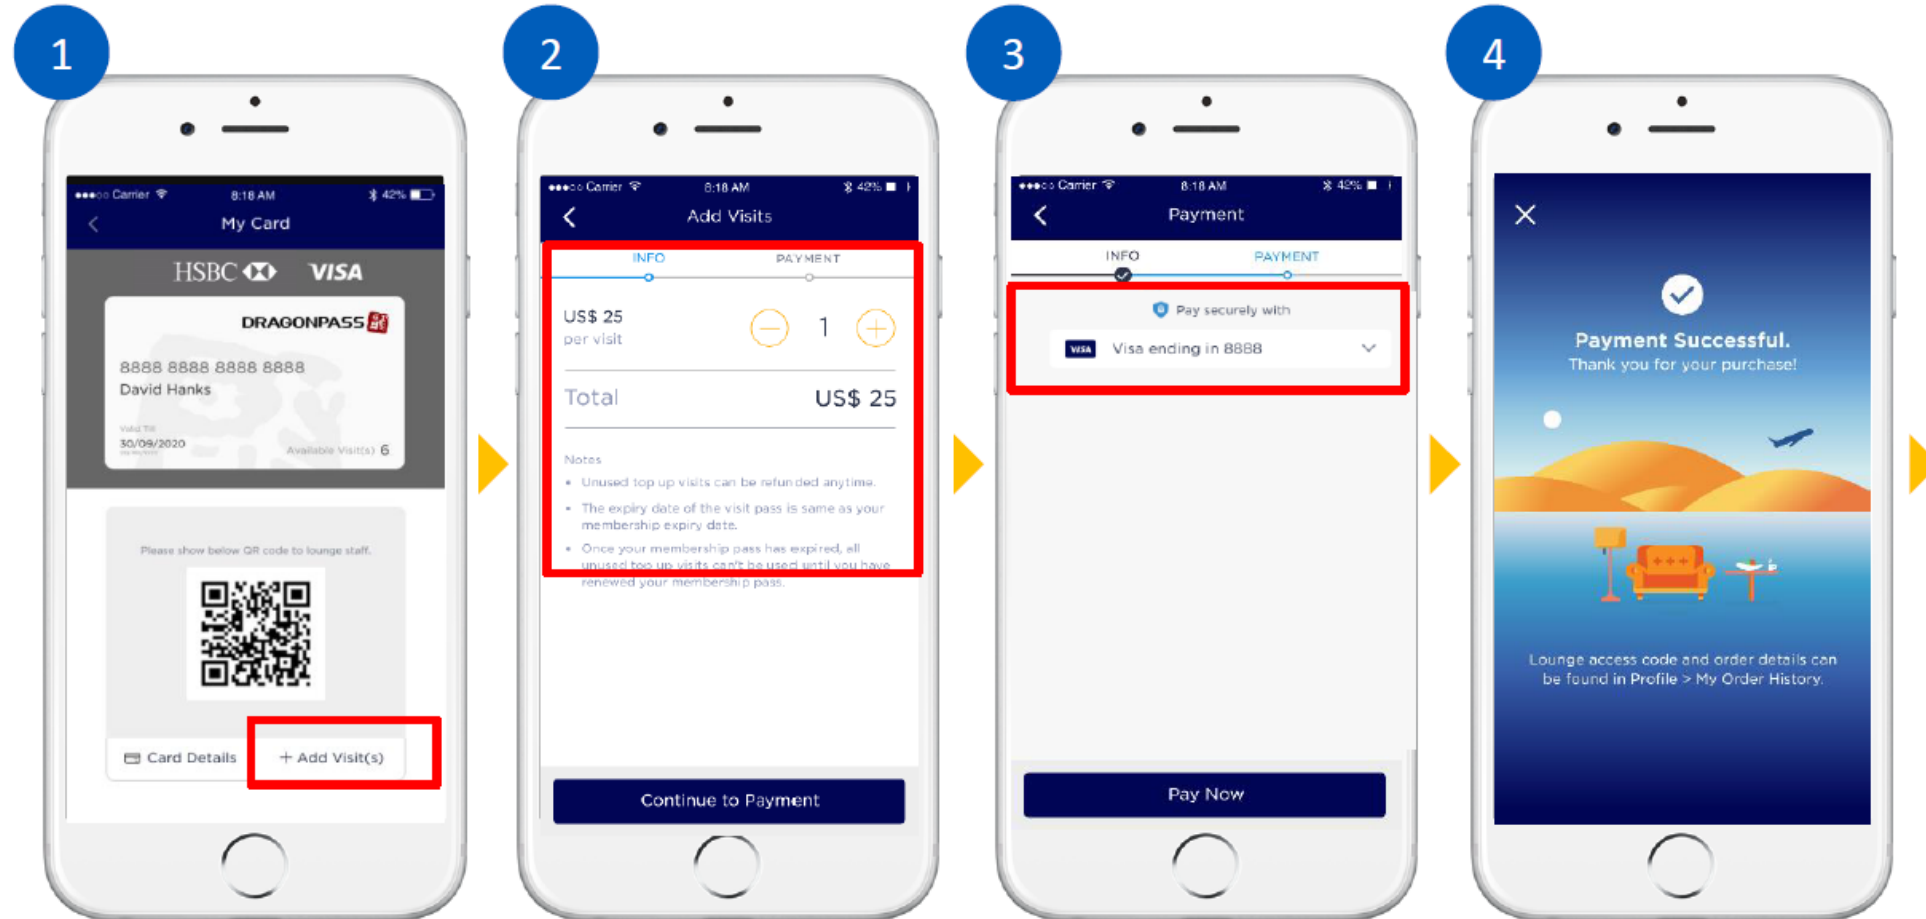 1
Carrier 8:18 AM 42%
My Card
HSBC VISA
DRAGONPASS
8888 8888 8888 8888
David Hanks
Valid Till
30/09/2020
Available Visit(s) 6
Please show below QR code to lounge staff.
Card Details + Add Visit(s)
2
Carrier 8:18 AM 42%
Add Visits
INFO PAYMENT
US$ 25
per visit
1
Total US$ 25
Notes
• Unused top up visits can be refunded anytime.
• The expiry date of the visit pass is same as your
membership expiry date.
• Once your membership pass has expired, all
unused top up visits can't be used until you have
renewed your membership pass.
Continue to Payment
3
Carrier 8:18 AM 42%
Payment
INFO PAYMENT
Pay securely with
VISA Visa ending in 8888
Pay Now
4
Payment Successful.
Thank you for your purchase!
Lounge access code and order details can
be found in Profile > My Order History.